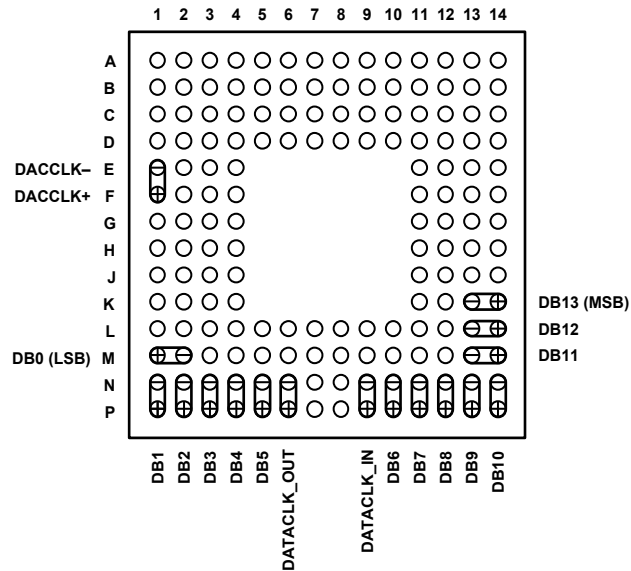 1 2 3 4 5 6 7 8 9 10 11 12 13 14
A
B
C
D
DACCLK– E
DACCLK+ F
G
H
J
K DB13 (MSB)
L DB12
DB0 (LSB) M DB11
N
P
DB1
DB2
DB3
DB4
DB5
DATACLK_OUT
DATACLK_IN
DB6
DB7
DB8
DB9
DB10